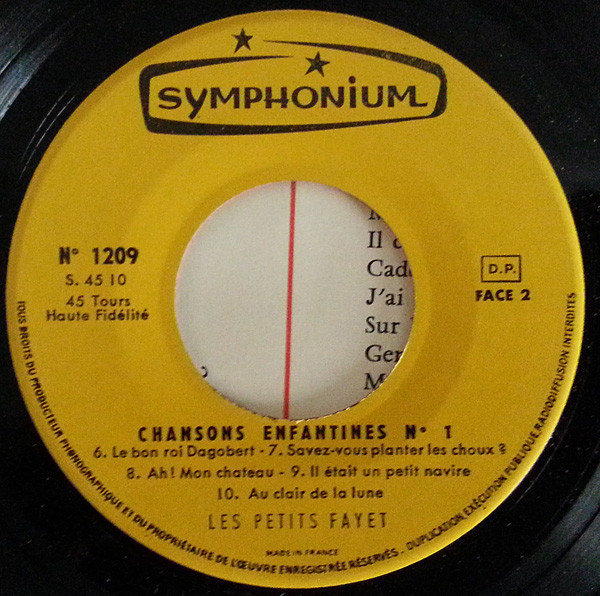 SYMPHONIUM
N° 1209
S. 45 10
45 Tours
Haute Fidélité
D.P.
FACE 2
Il
Cad
J'ai
Sur
Ger
M
CHANSONS ENFANTINES N° 1
6. Le bon roi Dagobert - 7. Savez-vous planter les choux ?
8. Ah! Mon chateau - 9. Il était un petit navire
10. Au clair de la lune
LES PETITS FAYET
MADE IN FRANCE
TOUS DROITS DU PRODUCTEUR PHONOGRAPHIQUE ET DU PROPRIÉTAIRE DE L'ŒUVRE ENREGISTRÉE RÉSERVÉS. DUPLICATION, EXÉCUTION PUBLIQUE, RADIODIFFUSION INTERDITES